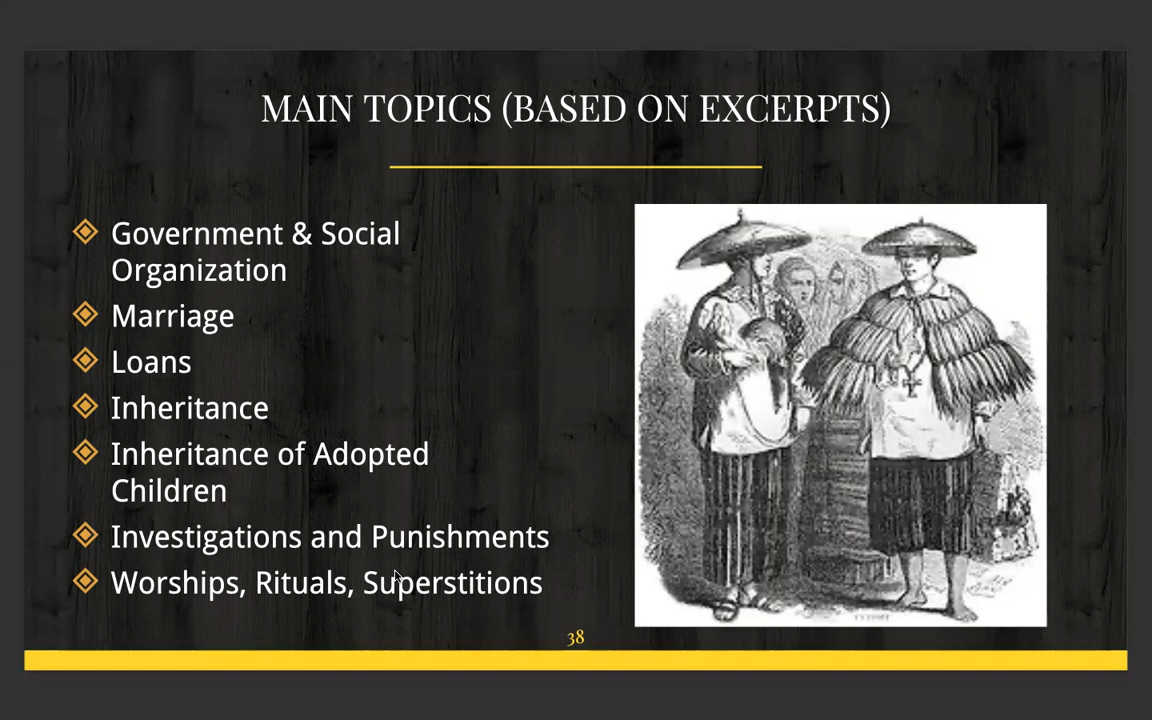 MAIN TOPICS (BASED ON EXCERPTS)
Government & Social
Organization
Marriage
Loans
Inheritance
Inheritance of Adopted
Children
Investigations and Punishments
Worships, Rituals, Superstitions
38